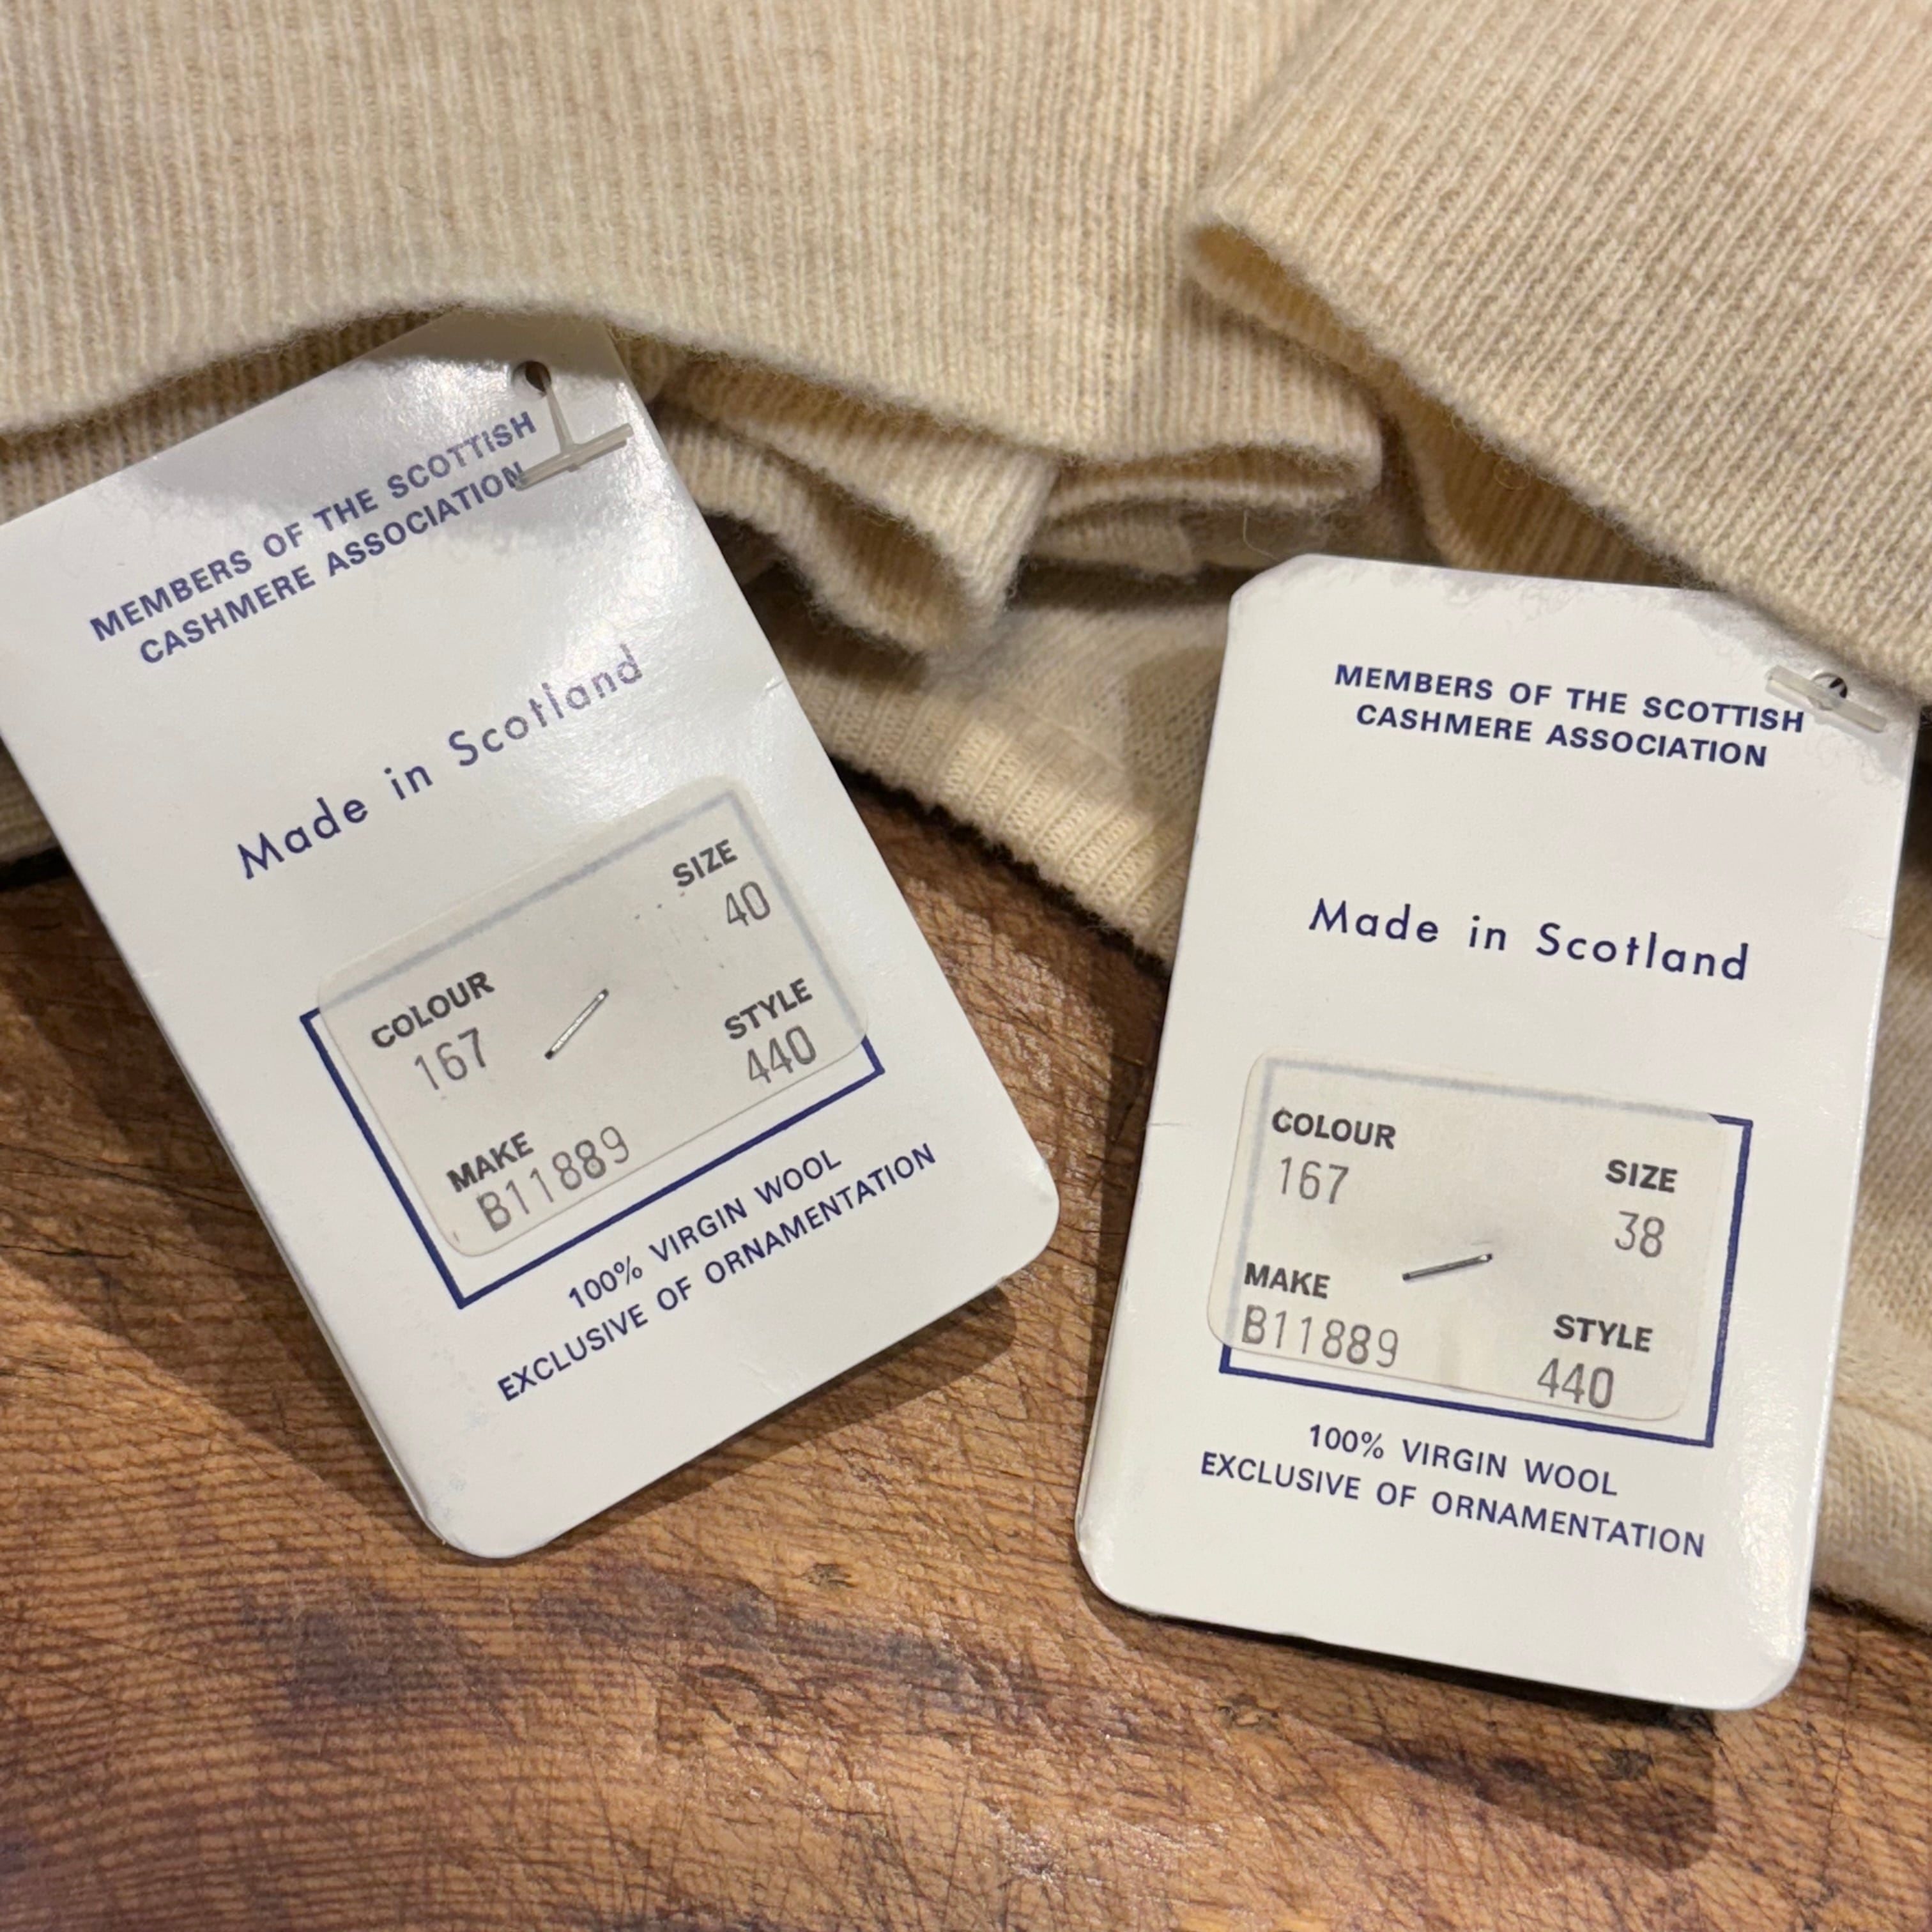 MEMBERS OF THE SCOTTISH
CASHMERE ASSOCIATION
Made in Scotland
SIZE
40
COLOUR
167
STYLE
440
MAKE
B11889
100% VIRGIN WOOL
EXCLUSIVE OF ORNAMENTATION
MEMBERS OF THE SCOTTISH
CASHMERE ASSOCIATION
Made in Scotland
COLOUR
167
SIZE
38
MAKE
B11889
STYLE
440
100% VIRGIN WOOL
EXCLUSIVE OF ORNAMENTATION